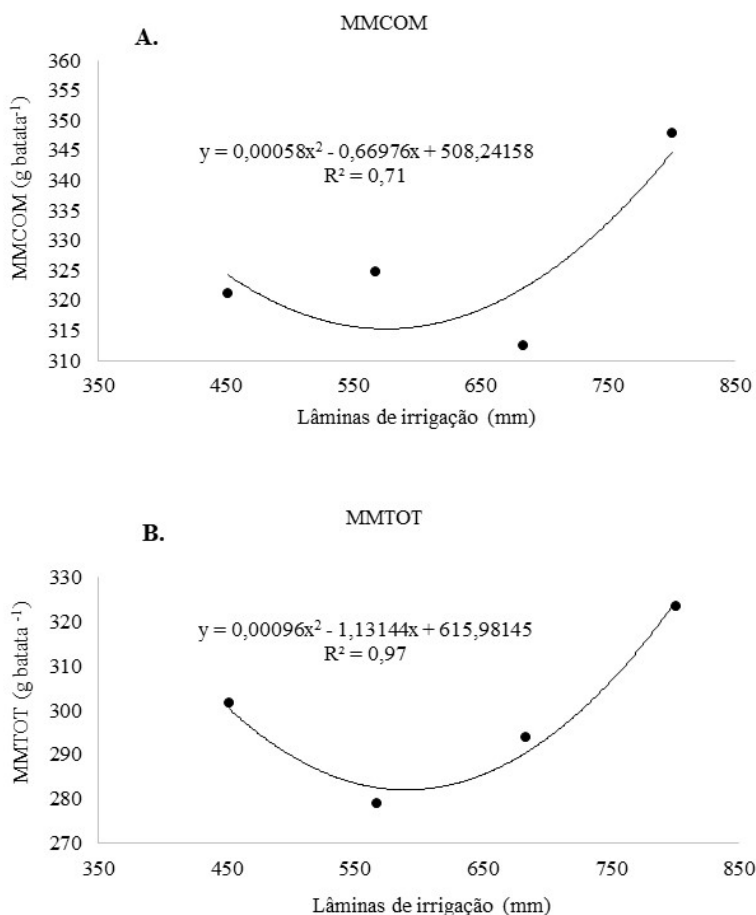 MMCOM
A.
360
355
350
345
340
335
330
325
320
315
310
MMCOM (g batata⁻¹)
y = 0,00058x² - 0,66976x + 508,24158
R² = 0,71
350 450 550 650 750 850
Lâminas de irrigação (mm)
MMTOT
B.
330
320
310
300
290
280
270
MMTOT (g batata ⁻¹)
y = 0,00096x² - 1,13144x + 615,98145
R² = 0,97
350 450 550 650 750 850
Lâminas de irrigação (mm)